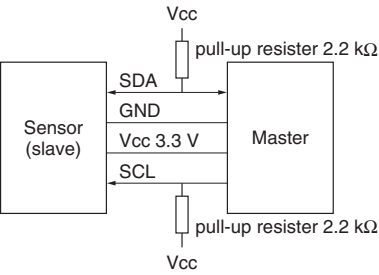 Vcc
pull-up resister 2.2 kΩ
SDA
GND
Sensor
(slave)
Vcc 3.3 V
Master
SCL
pull-up resister 2.2 kΩ
Vcc